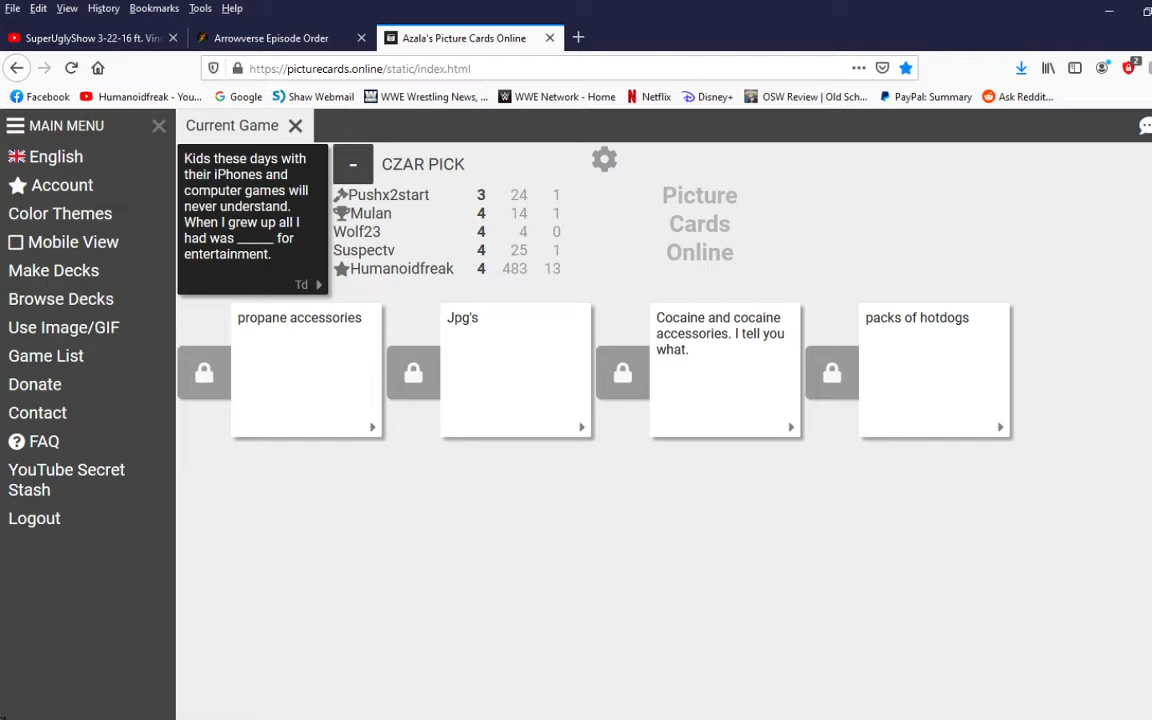 File Edit View History Bookmarks Tools Help
SuperUglyShow 3-22-16 ft. Vinc
Arrowverse Episode Order
Azala's Picture Cards Online
https://picturecards.online/static/index.html
2
Facebook Humanoidfreak - You... Google Shaw Webmail WWE Wrestling News, ... WWE Network - Home Netflix Disney+ OSW Review | Old Sch... PayPal: Summary Ask Reddit...
MAIN MENU
English
Account
Color Themes
Mobile View
Make Decks
Browse Decks
Use Image/GIF
Game List
Donate
Contact
FAQ
YouTube Secret
Stash
Logout
Current Game
Kids these days with
their iPhones and
computer games will
never understand.
When I grew up all I
had was ______ for
entertainment.
Td
-
CZAR PICK
Pushx2start 3 24 1
Mulan 4 14 1
Wolf23 4 4 0
Suspectv 4 25 1
Humanoidfreak 4 483 13
Picture
Cards
Online
propane accessories
Jpg's
Cocaine and cocaine
accessories. I tell you
what.
packs of hotdogs